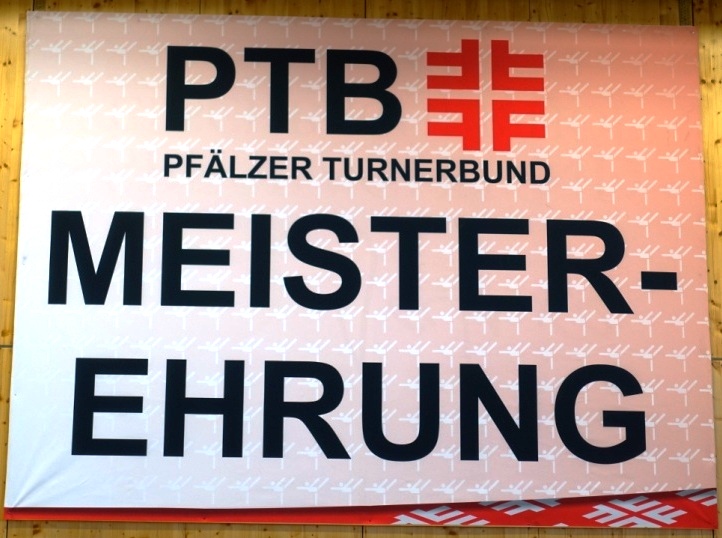 PTB
PFÄLZER TURNERBUND
MEISTER-
EHRUNG